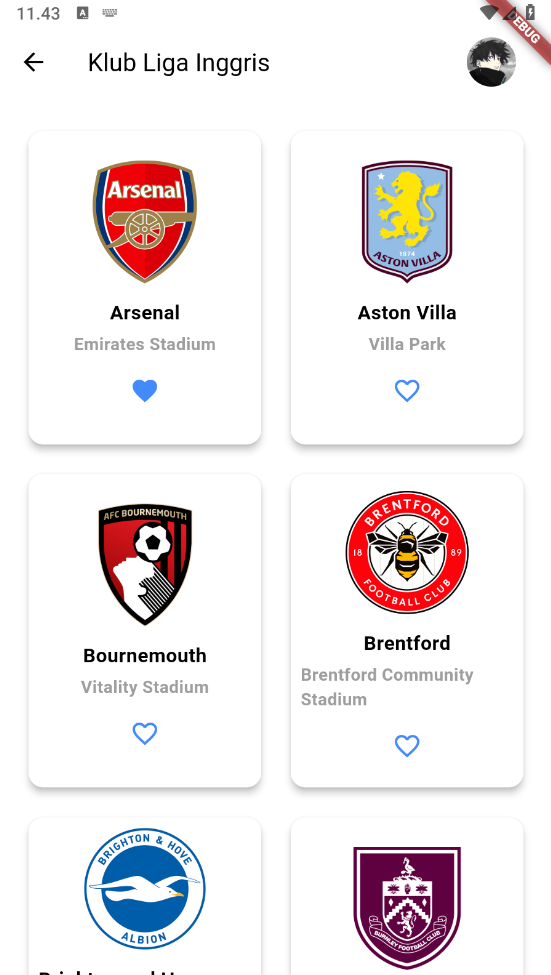 11.43
A
DEBUG
Klub Liga Inggris
Arsenal
Arsenal
Emirates Stadium
1874
ASTON VILLA
Aston Villa
Villa Park
AFC BOURNEMOUTH
Bournemouth
Vitality Stadium
BRENTFORD
18 89
FOOTBALL CLUB
Brentford
Brentford Community
Stadium
BRIGHTON & HOVE
ALBION
BURNLEY FOOTBALL CLUB